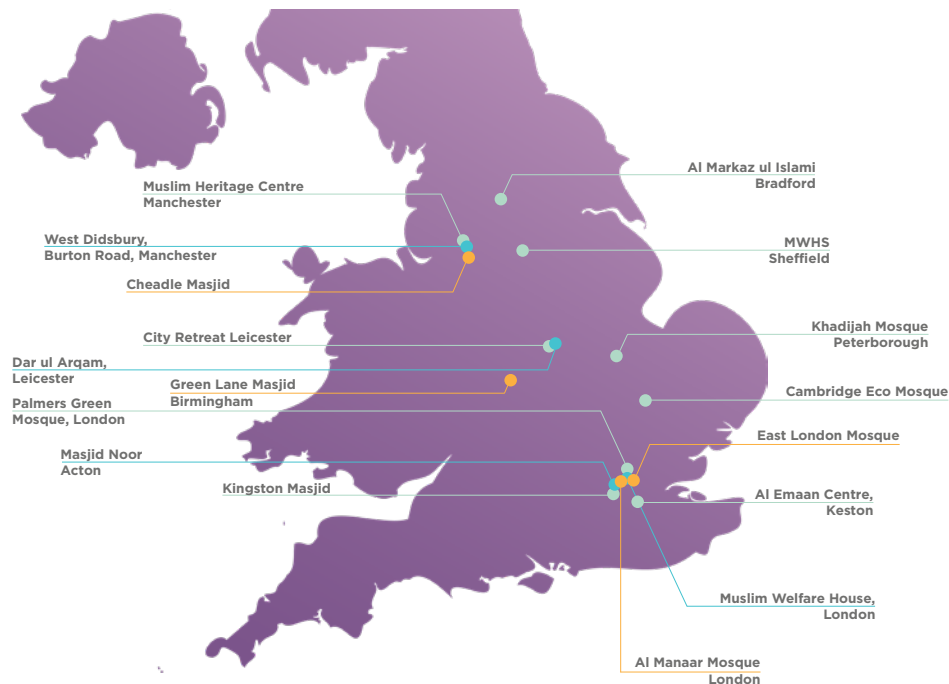 Al Markaz ul Islami
Bradford
Muslim Heritage Centre
Manchester
West Didsbury,
Burton Road, Manchester
MWHS
Sheffield
Cheadle Masjid
Khadijah Mosque
Peterborough
City Retreat Leicester
Dar ul Arqam,
Leicester
Green Lane Masjid
Birmingham
Cambridge Eco Mosque
Palmers Green
Mosque, London
East London Mosque
Masjid Noor
Acton
Kingston Masjid
Al Emaan Centre,
Keston
Muslim Welfare House,
London
Al Manaar Mosque
London